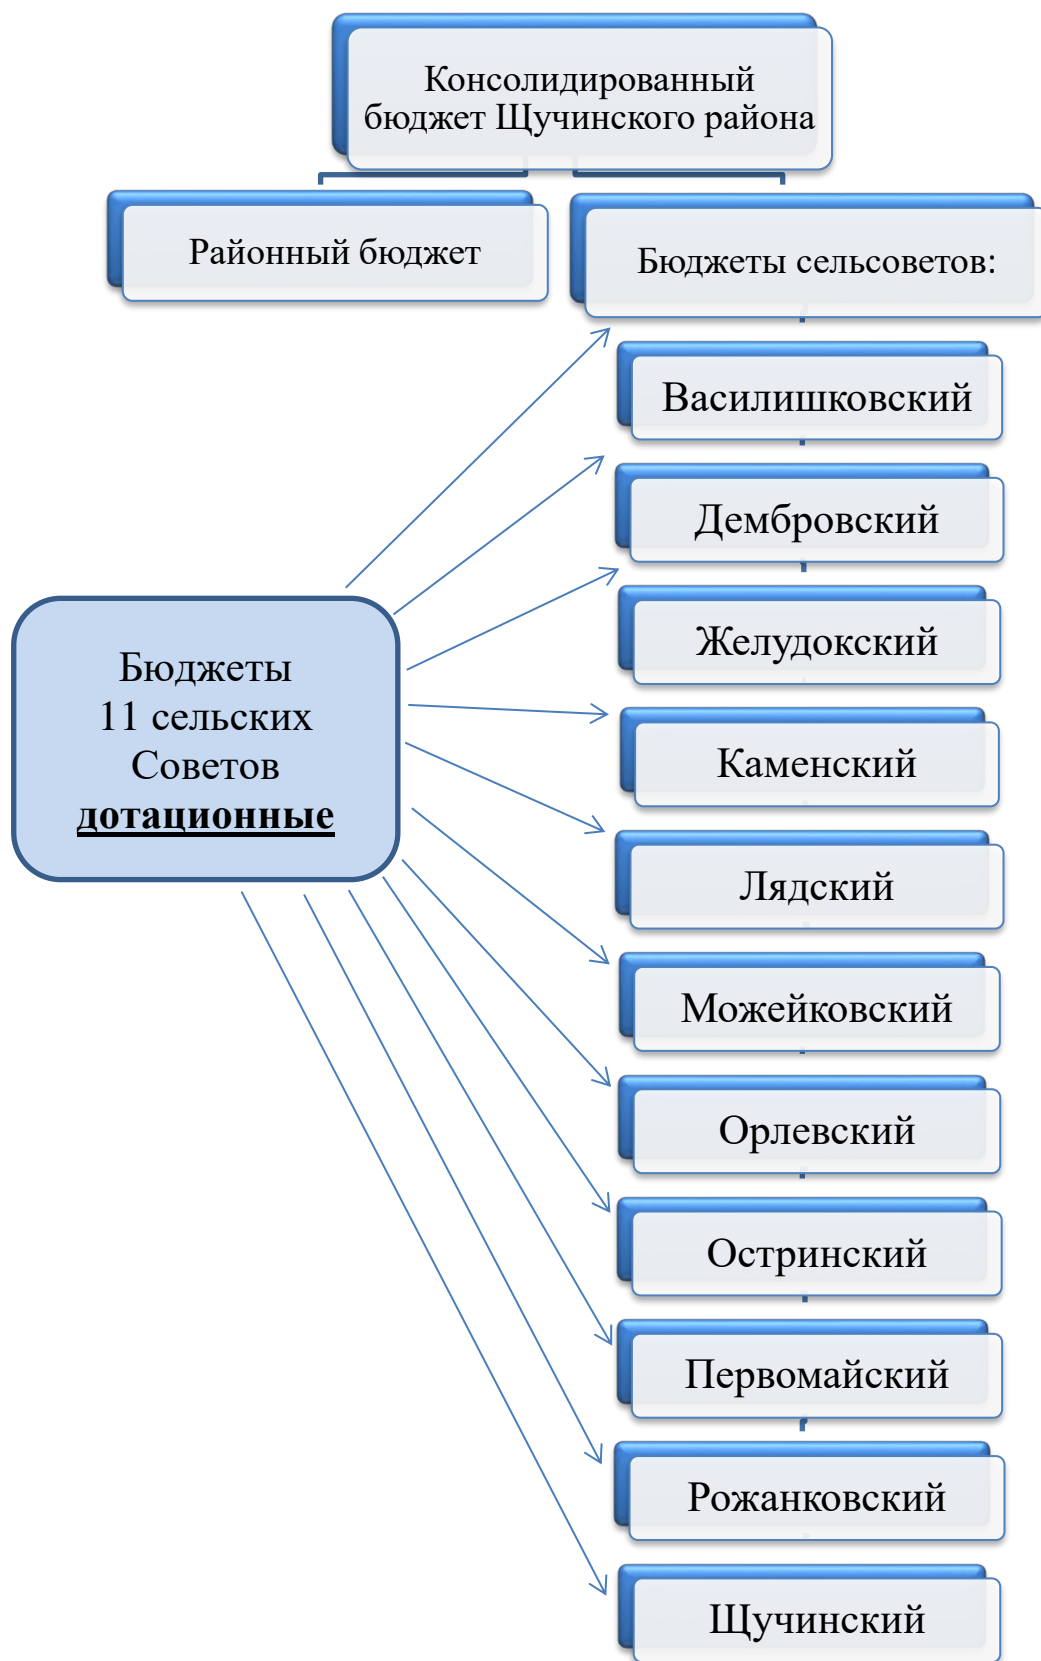 Консолидированный
бюджет Щучинского района
Районный бюджет
Бюджеты сельсоветов:
Василишковский
Дембровский
Желудокский
Каменский
Лядский
Можейковский
Орлевский
Остринский
Первомайский
Рожанковский
Щучинский
Бюджеты
11 сельских
Советов
дотационные